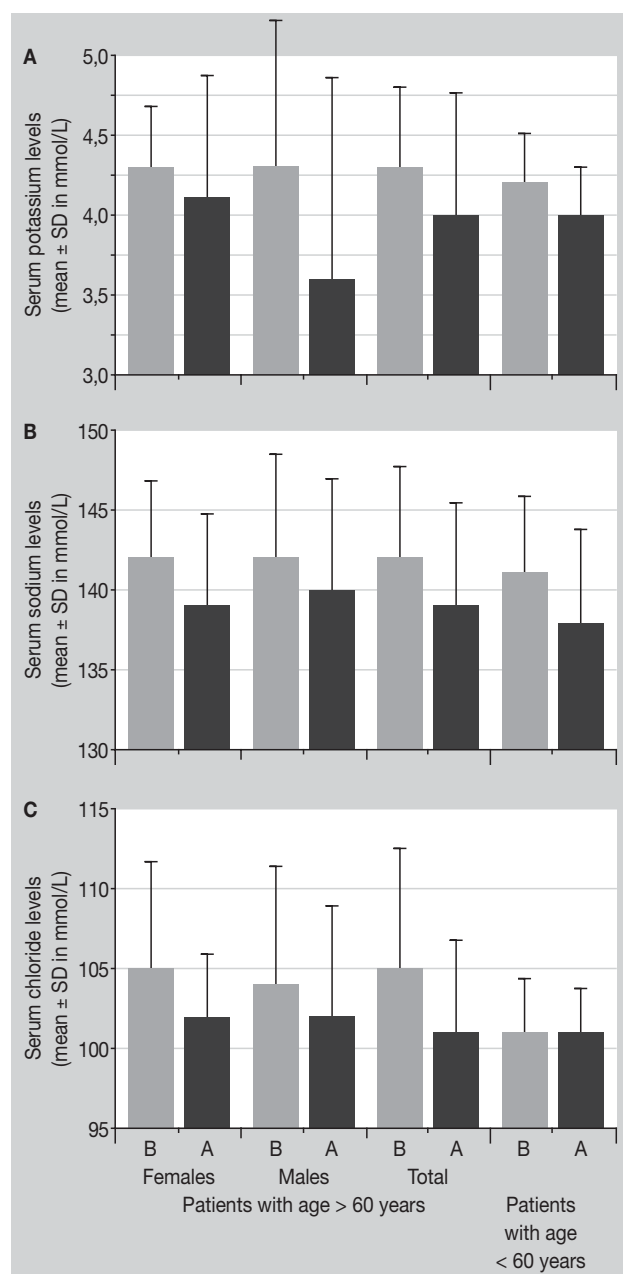 A
Serum potassium levels
(mean ± SD in mmol/L)
5,0
4,5
4,0
3,5
3,0
B
Serum sodium levels
(mean ± SD in mmol/L)
150
145
140
135
130
C
Serum chloride levels
(mean ± SD in mmol/L)
115
110
105
100
95
B A B A B A B A
Females Males Total
Patients with age > 60 years
Patients
with age
< 60 years